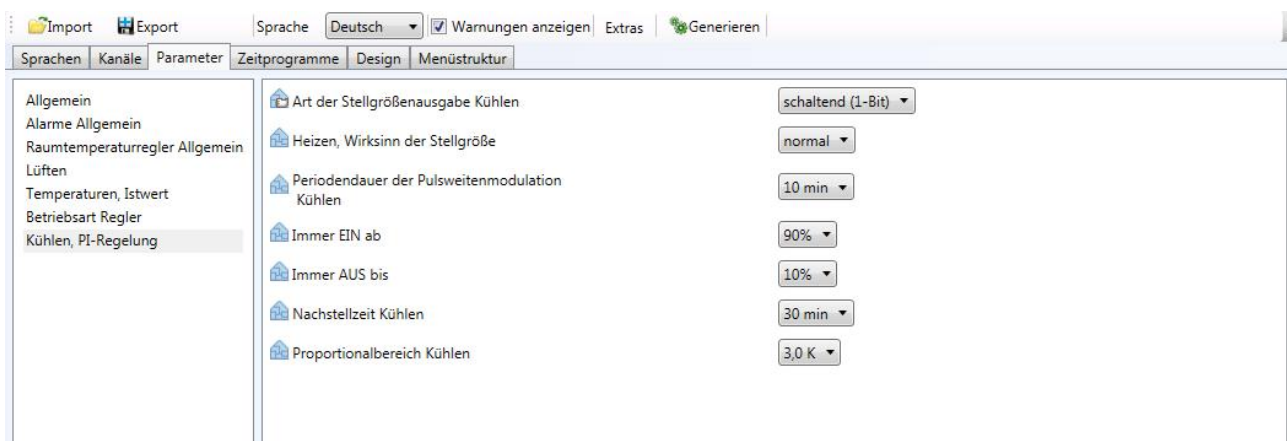 Import Export Sprache Deutsch Warnungen anzeigen Extras Generieren
Sprachen Kanäle Parameter Zeitprogramme Design Menüstruktur
Allgemein
Alarme Allgemein
Raumtemperaturregler Allgemein
Lüften
Temperaturen, Istwert
Betriebsart Regler
Kühlen, PI-Regelung
Art der Stellgrößenausgabe Kühlen schaltend (1-Bit)
Heizen, Wirksinn der Stellgröße normal
Periodendauer der Pulsweitenmodulation
Kühlen 10 min
Immer EIN ab 90%
Immer AUS bis 10%
Nachstellzeit Kühlen 30 min
Proportionalbereich Kühlen 3,0 K